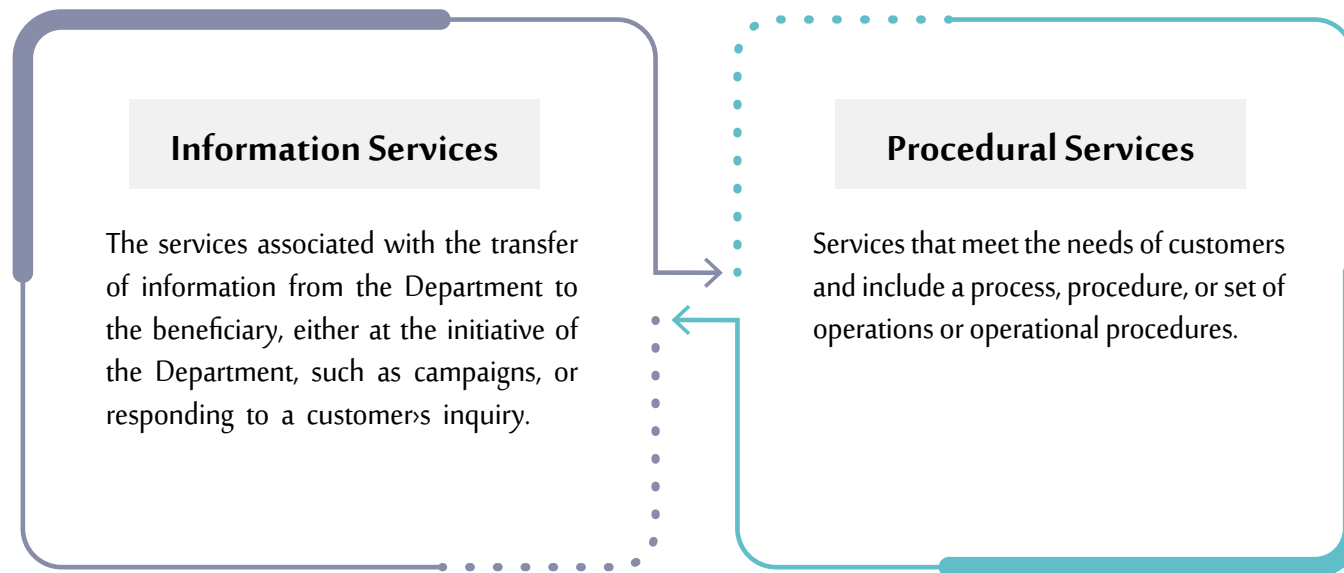 Information Services
The services associated with the transfer
of information from the Department to
the beneficiary, either at the initiative of
the Department, such as campaigns, or
responding to a customer›s inquiry.
Procedural Services
Services that meet the needs of customers
and include a process, procedure, or set of
operations or operational procedures.